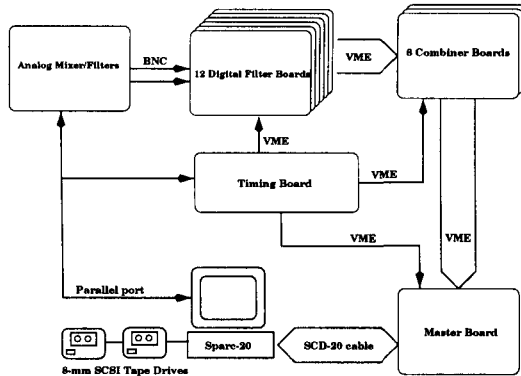 Analog Mixer/Filters
BNC
12 Digital Filter Boards
VME
6 Combiner Boards
VME
Timing Board
VME
VME
VME
Parallel port
Sparc-20
SCD-20 cable
Master Board
8-mm SCSI Tape Drives